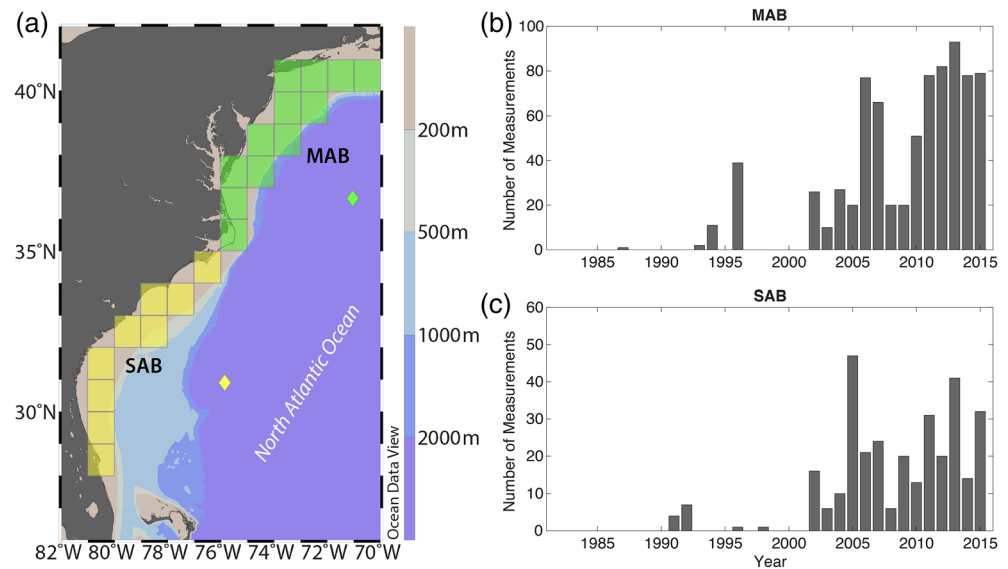 (a)
40°N
35°N
30°N
82°W 80°W 78°W 76°W 74°W 72°W 70°W
MAB
SAB
North Atlantic Ocean
200m
500m
1000m
2000m
Ocean Data View
(b)
MAB
Number of Measurements
100
80
60
40
20
0
1985 1990 1995 2000 2005 2010 2015
(c)
SAB
Number of Measurements
60
50
40
30
20
10
0
1985 1990 1995 2000 2005 2010 2015
Year